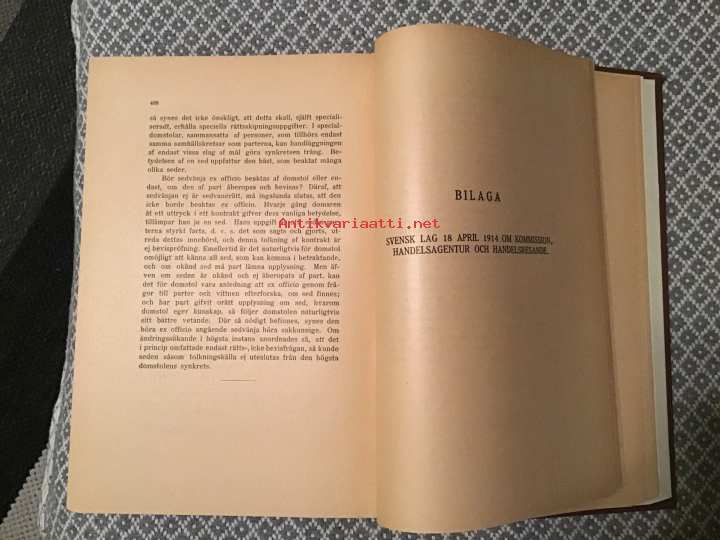 409
så synes det icke önskligt, att detta skall, själft speciali-
seradt, erhålla speciella rättsskipningsuppgifter. I special-
domstolar, sammansatta af personer, som tillhöra endast
samma samhällskretsar som parterna, kan handläggningen
af endast vissa slag af mål göra synkretsen trång. Be-
tydelsen af en sed uppfattar den bäst, som beaktat många
olika seder.
Bör sedvänja ex officio beaktas af domstol eller en-
dast, om den af part åberopas och bevisas? Däraf, att
sedvänjan ej är sedvanerätt, må ingalunda slutas, att den
icke borde beaktas ex officio. Hvarje gång domaren
åt ett uttryck i ett kontrakt gifver dess vanliga betydelse,
tillämpar han ju en sed. Hans uppgift är att,
terna styrkt facts, d. v. s. det som sagts och gjorts, ut-
reda dettas innebörd, och denna tolkning af kontrakt är
ej bevispröfning. Emellertid är det naturligtvis för domstol
omöjligt att känna all sed, som kan komma i betraktande,
och om okänd sed må part lämna upplysning. Men äf-
ven om seden är okänd och ej åberopats af part, kan
det för domstol vara anledning att ex officio genom frå-
gor till parter och vittnen efterforska, om sed finnes;
och har part gifvit orätt upplysning om sed, hvarom
domstol eger kunskap, så följer domstolen naturligtvis
sitt bättre vetande. Där så nödigt befinnes, synes den
böra ex officio angående sedvänja höra sakkunnige. Om
ändringssökande i högsta instans anordnades så, att det
i princip omfattade endast rätts-, icke bevisfrågan, så kunde
seden såsom tolkningskälla ej uteslutas från den högsta
domstolens synkrets.
BILAGA
SVENSK LAG 18 APRIL 1914 OM KOMMISSION,
HANDELSAGENTUR OCH HANDELSRESANDE.
Antikvariaatti.net